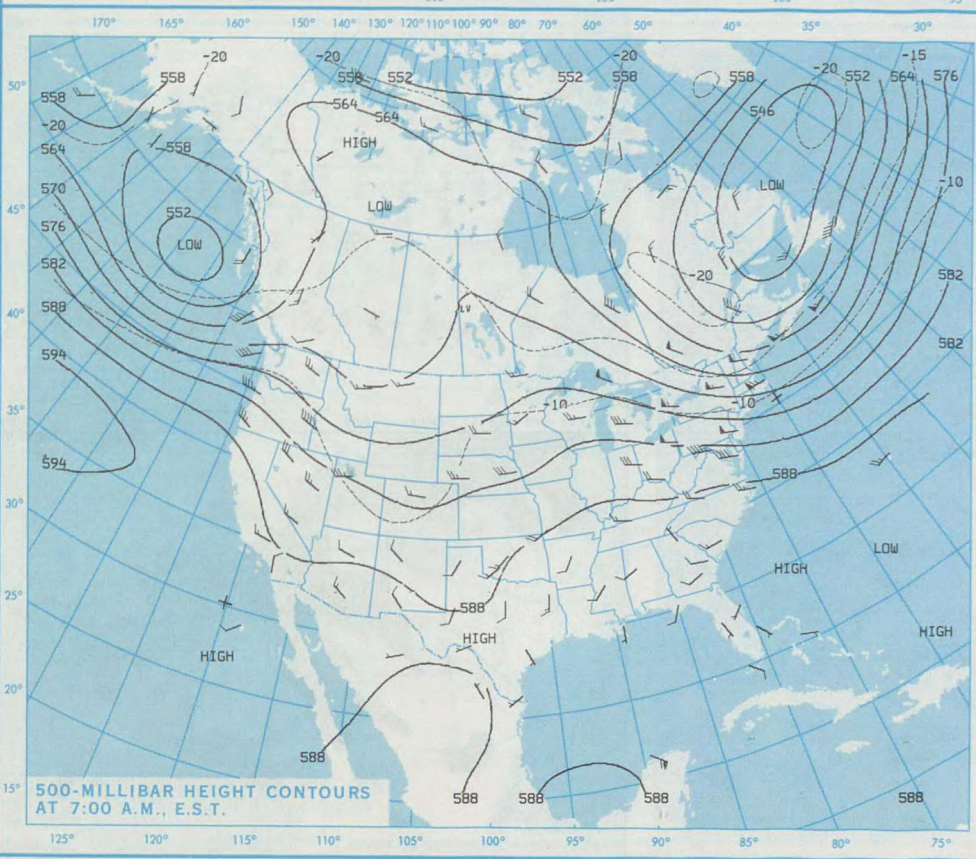 170° 165° 160° 150° 140° 130° 120° 110° 100° 90° 80° 70° 60° 50° 40° 35° 30°
-20 -20 -20 -20 -15
50° 558 558 558 552 552 558 558 552 564 576
-20 564 564 546
564 558 HIGH
570 LOW LOW -10
45° 576 552
LOW
582 -20 582
40° 588
594 582
35° -10 -10
594 588
30°
LOW
HIGH
25° 588
HIGH HIGH
HIGH
20°
588
15° 500-MILLIBAR HEIGHT CONTOURS
AT 7:00 A.M., E.S.T.
588 588 588 588
125° 120° 115° 110° 105° 100° 95° 90° 85° 80° 75°